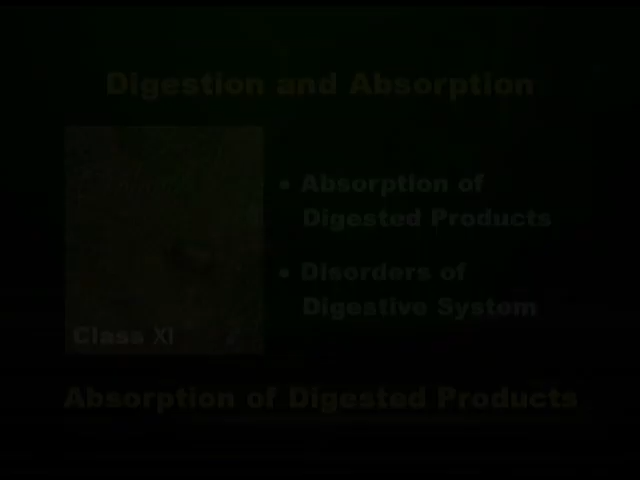 Digestion and Absorption
• Absorption of
Digested Products
• Disorders of
Digestive System
Class XI
Absorption of Digested Products